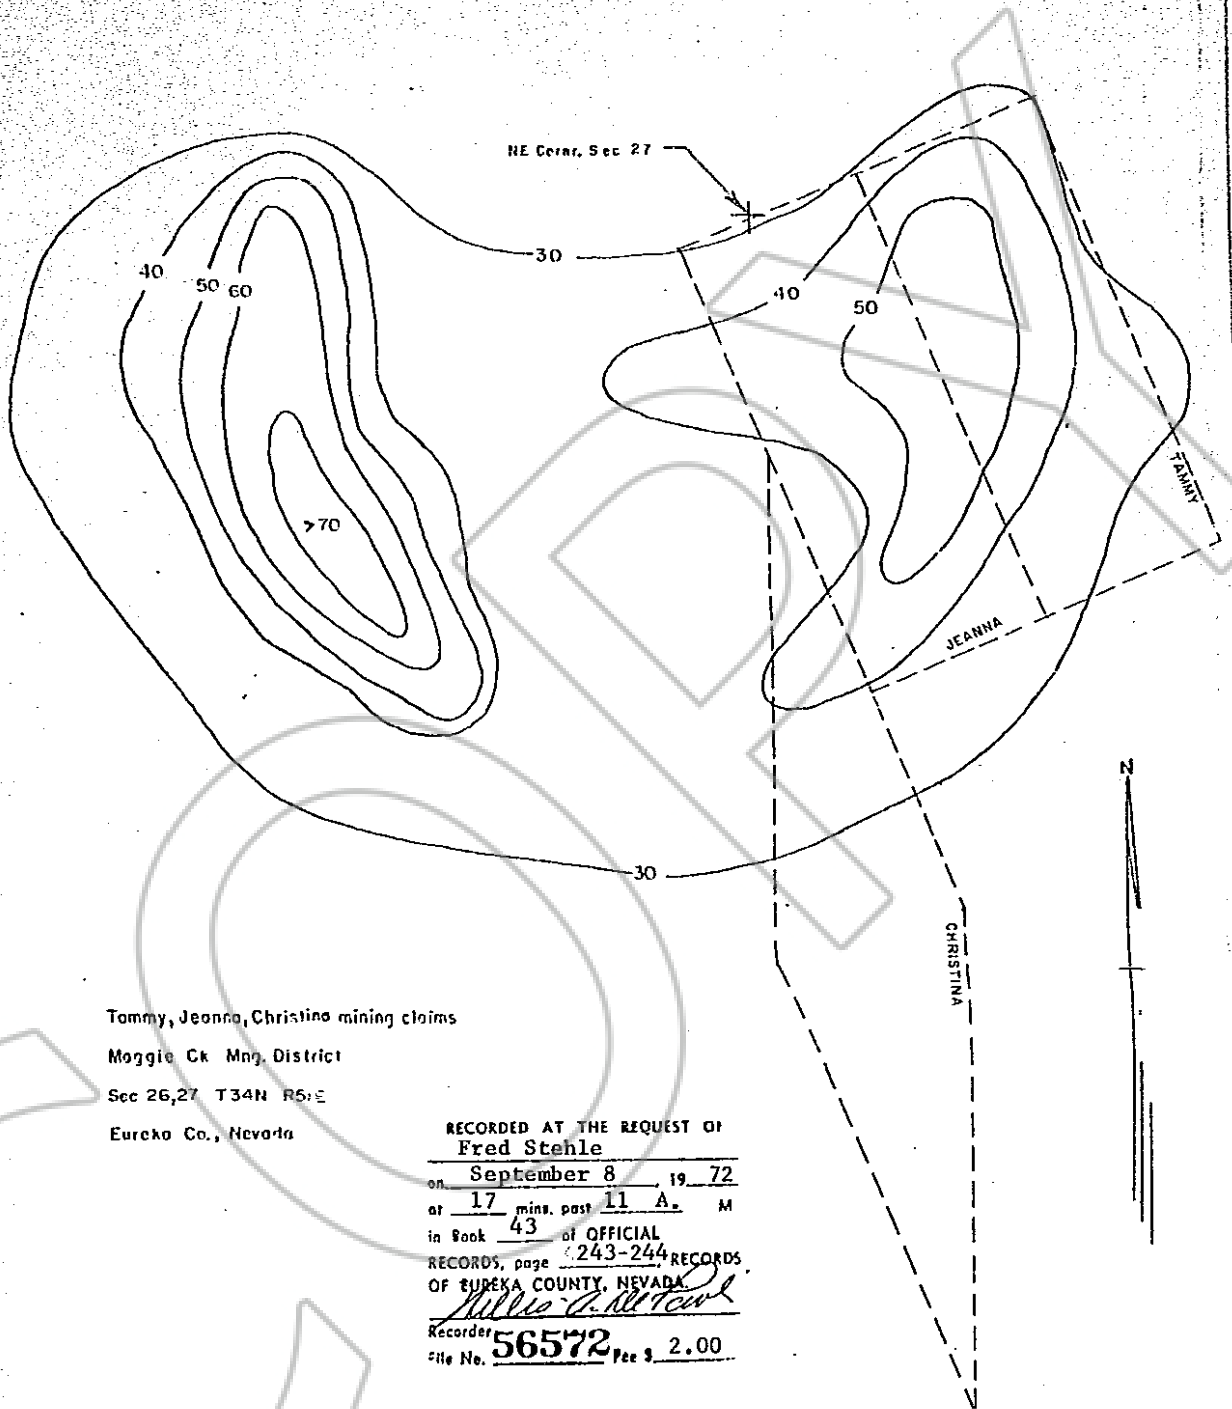 NE Cornr, Sec 27
30
40
50
60
40
50
>70
TAMMY
JEANNA
N
30
CHRISTINA
Tammy, Jeanna, Christina mining claims
Maggie Ck Mng. District
Sec 26,27 T34N
Eureka Co., Nevada
RECORDED AT THE REQUEST OF
Fred Stehle
on September 8, 19 72
at 17 mins. past 11 A. M
in Book 43 of OFFICIAL
RECORDS, page 243-244, RECORDS
OF EUREKA COUNTY, NEVADA.
Recorder
File No. 56572 Fee $ 2.00
COPY